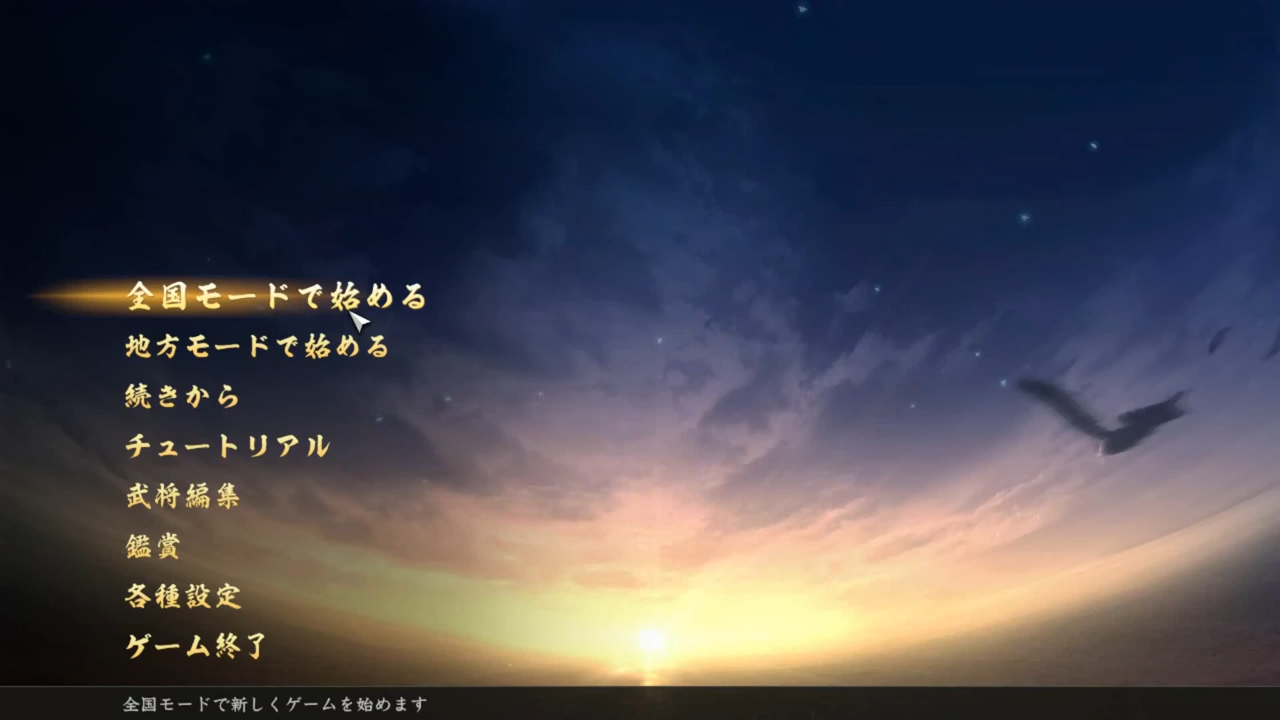 全国モードで始める
地方モードで始める
続きから
チュートリアル
武将編集
鑑賞
各種設定
ゲーム終了
全国モードで新しくゲームを始めます